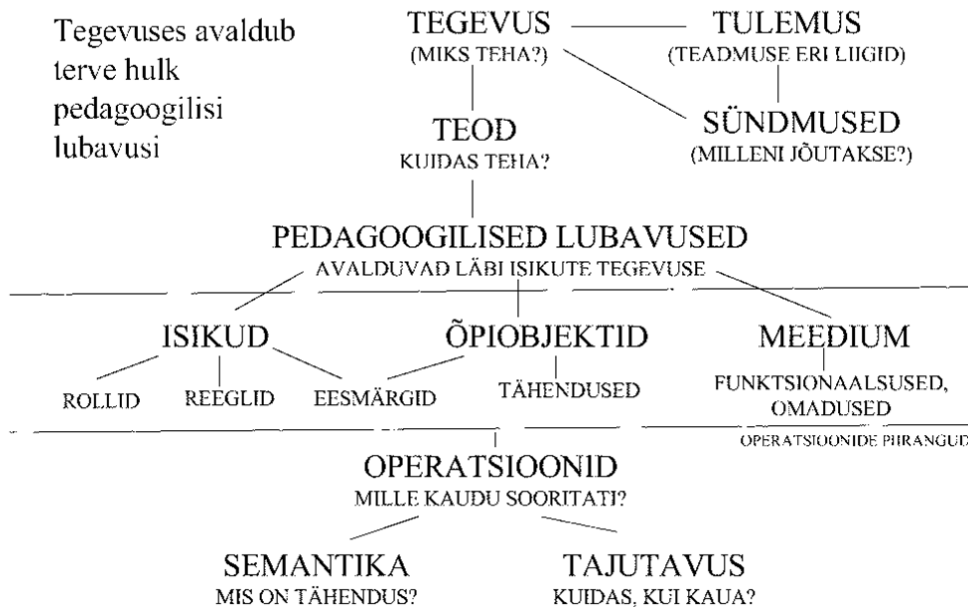 Tegevuses avaldub
terve hulk
pedagoogilisi
lubavusi
TEGEVUS
(MIKS TEHA?)
TULEMUS
(TEADMUSE ERI LIIGID)
TEOD
KUIDAS TEHA?
SÜNDMUSED
(MILLENI JÕUTAKSE?)
PEDAGOOGILISED LUBAVUSED
AVALDUVAD LÄBI ISIKUTE TEGEVUSE
ISIKUD
ÕPIOBJEKTID
MEEDIUM
ROLLID
REEGLID
EESMÄRGID
TÄHENDUSED
FUNKTSIONAALSUSED,
OMADUSED
OPERATSIOONIDE PIIRANGUD
OPERATSIOONID
MILLE KAUDU SOORITATI?
SEMANTIKA
MIS ON TÄHENDUS?
TAJUTAVUS
KUIDAS, KUI KAUA?